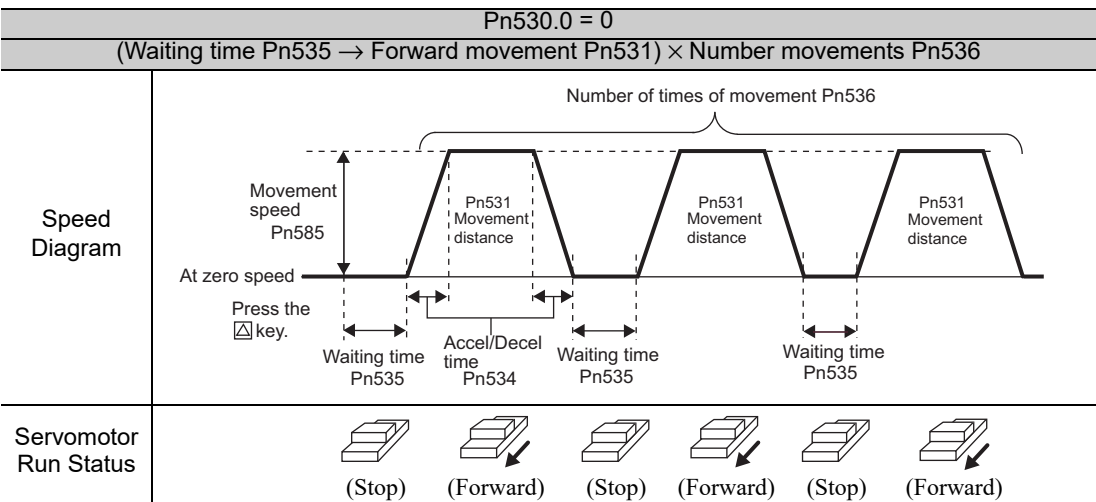 Pn530.0 = 0
(Waiting time Pn535 → Forward movement Pn531) × Number movements Pn536
Speed
Diagram
Number of times of movement Pn536
Movement
speed
Pn585
Pn531
Movement
distance
Pn531
Movement
distance
Pn531
Movement
distance
At zero speed
Press the
△ key.
Waiting time
Pn535
Accel/Decel
time
Pn534
Waiting time
Pn535
Waiting time
Pn535
Servomotor
Run Status
(Stop) (Forward) (Stop) (Forward) (Stop) (Forward)